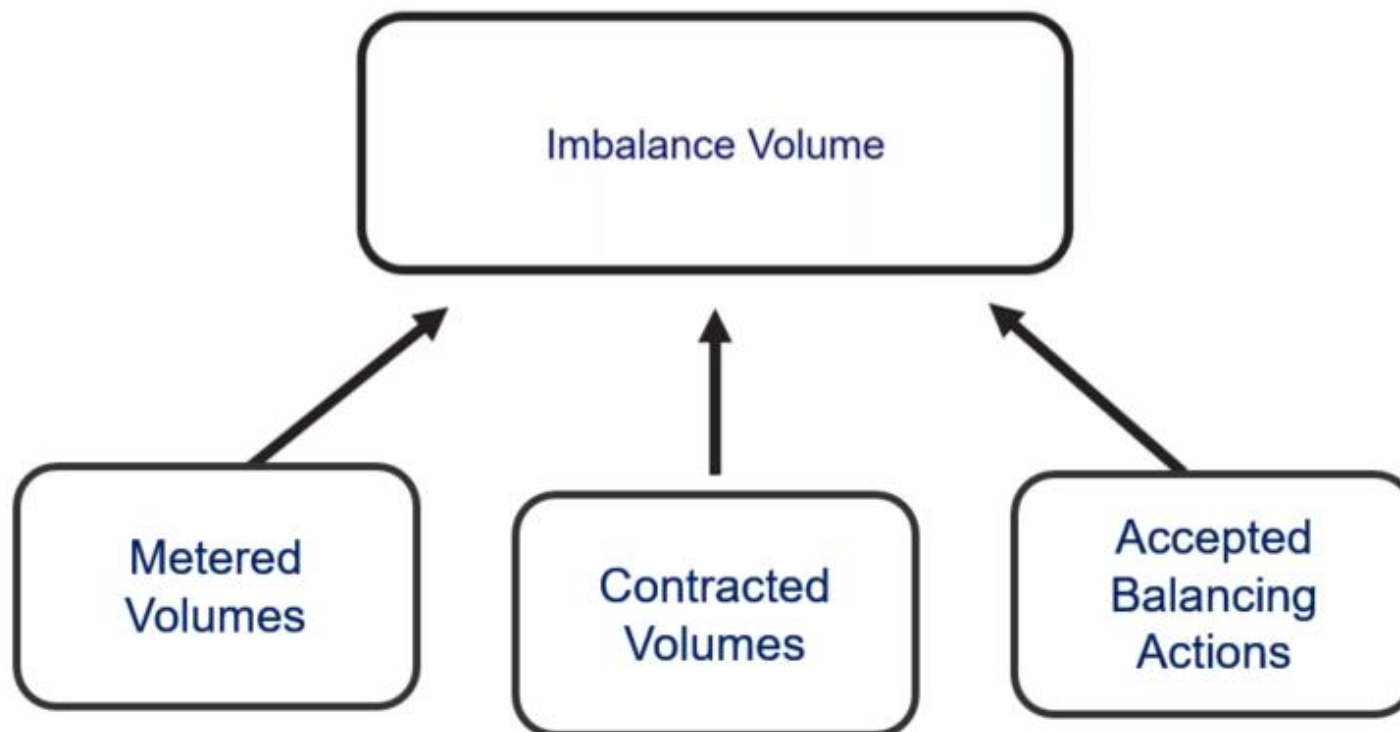 Imbalance Volume
Metered
Volumes
Contracted
Volumes
Accepted
Balancing
Actions